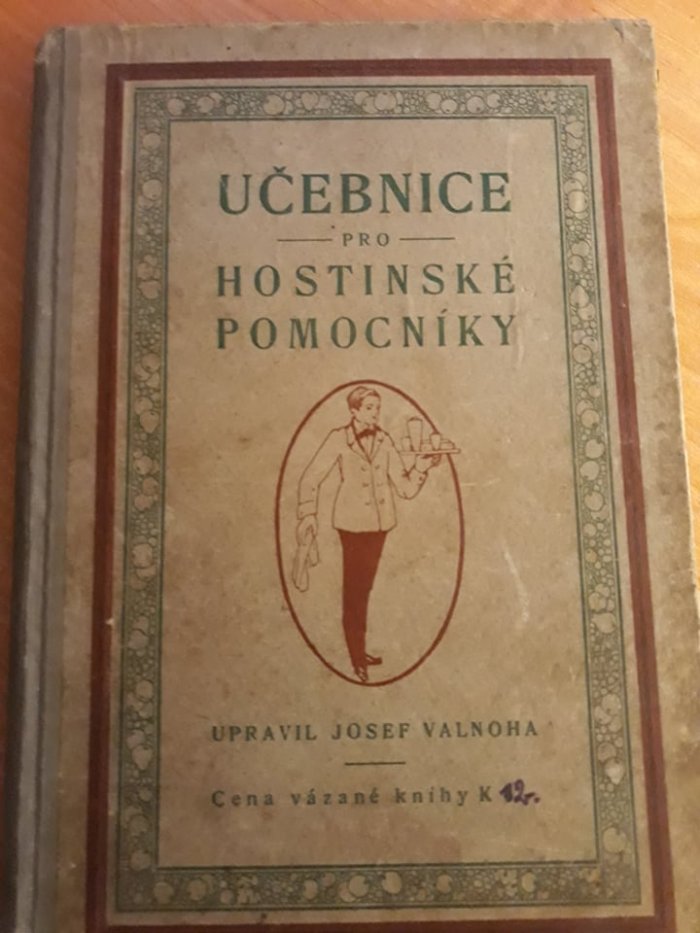 UČEBNICE
PRO
HOSTINSKÉ
POMOCNÍKY
UPRAVIL JOSEF VALNOHA
Cena vázané knihy K 12.-